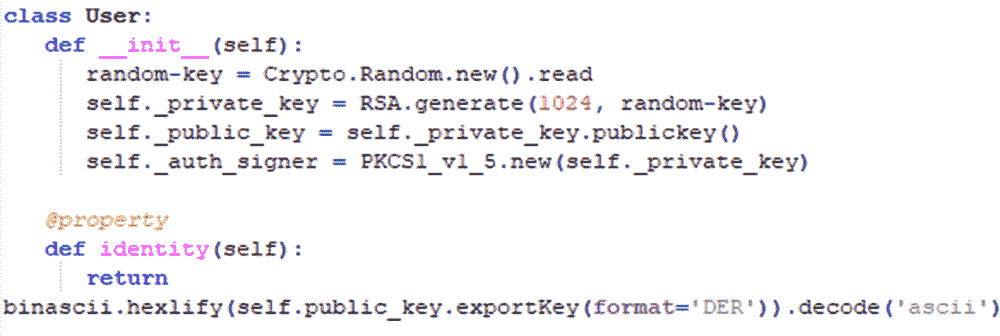 class User:
def __init__(self):
random-key = Crypto.Random.new().read
self._private_key = RSA.generate(1024, random-key)
self._public_key = self._private_key.publickey()
self._auth_signer = PKCS1_v1_5.new(self._private_key)
@property
def identity(self):
return
binascii.hexlify(self.public_key.exportKey(format='DER')).decode('ascii')